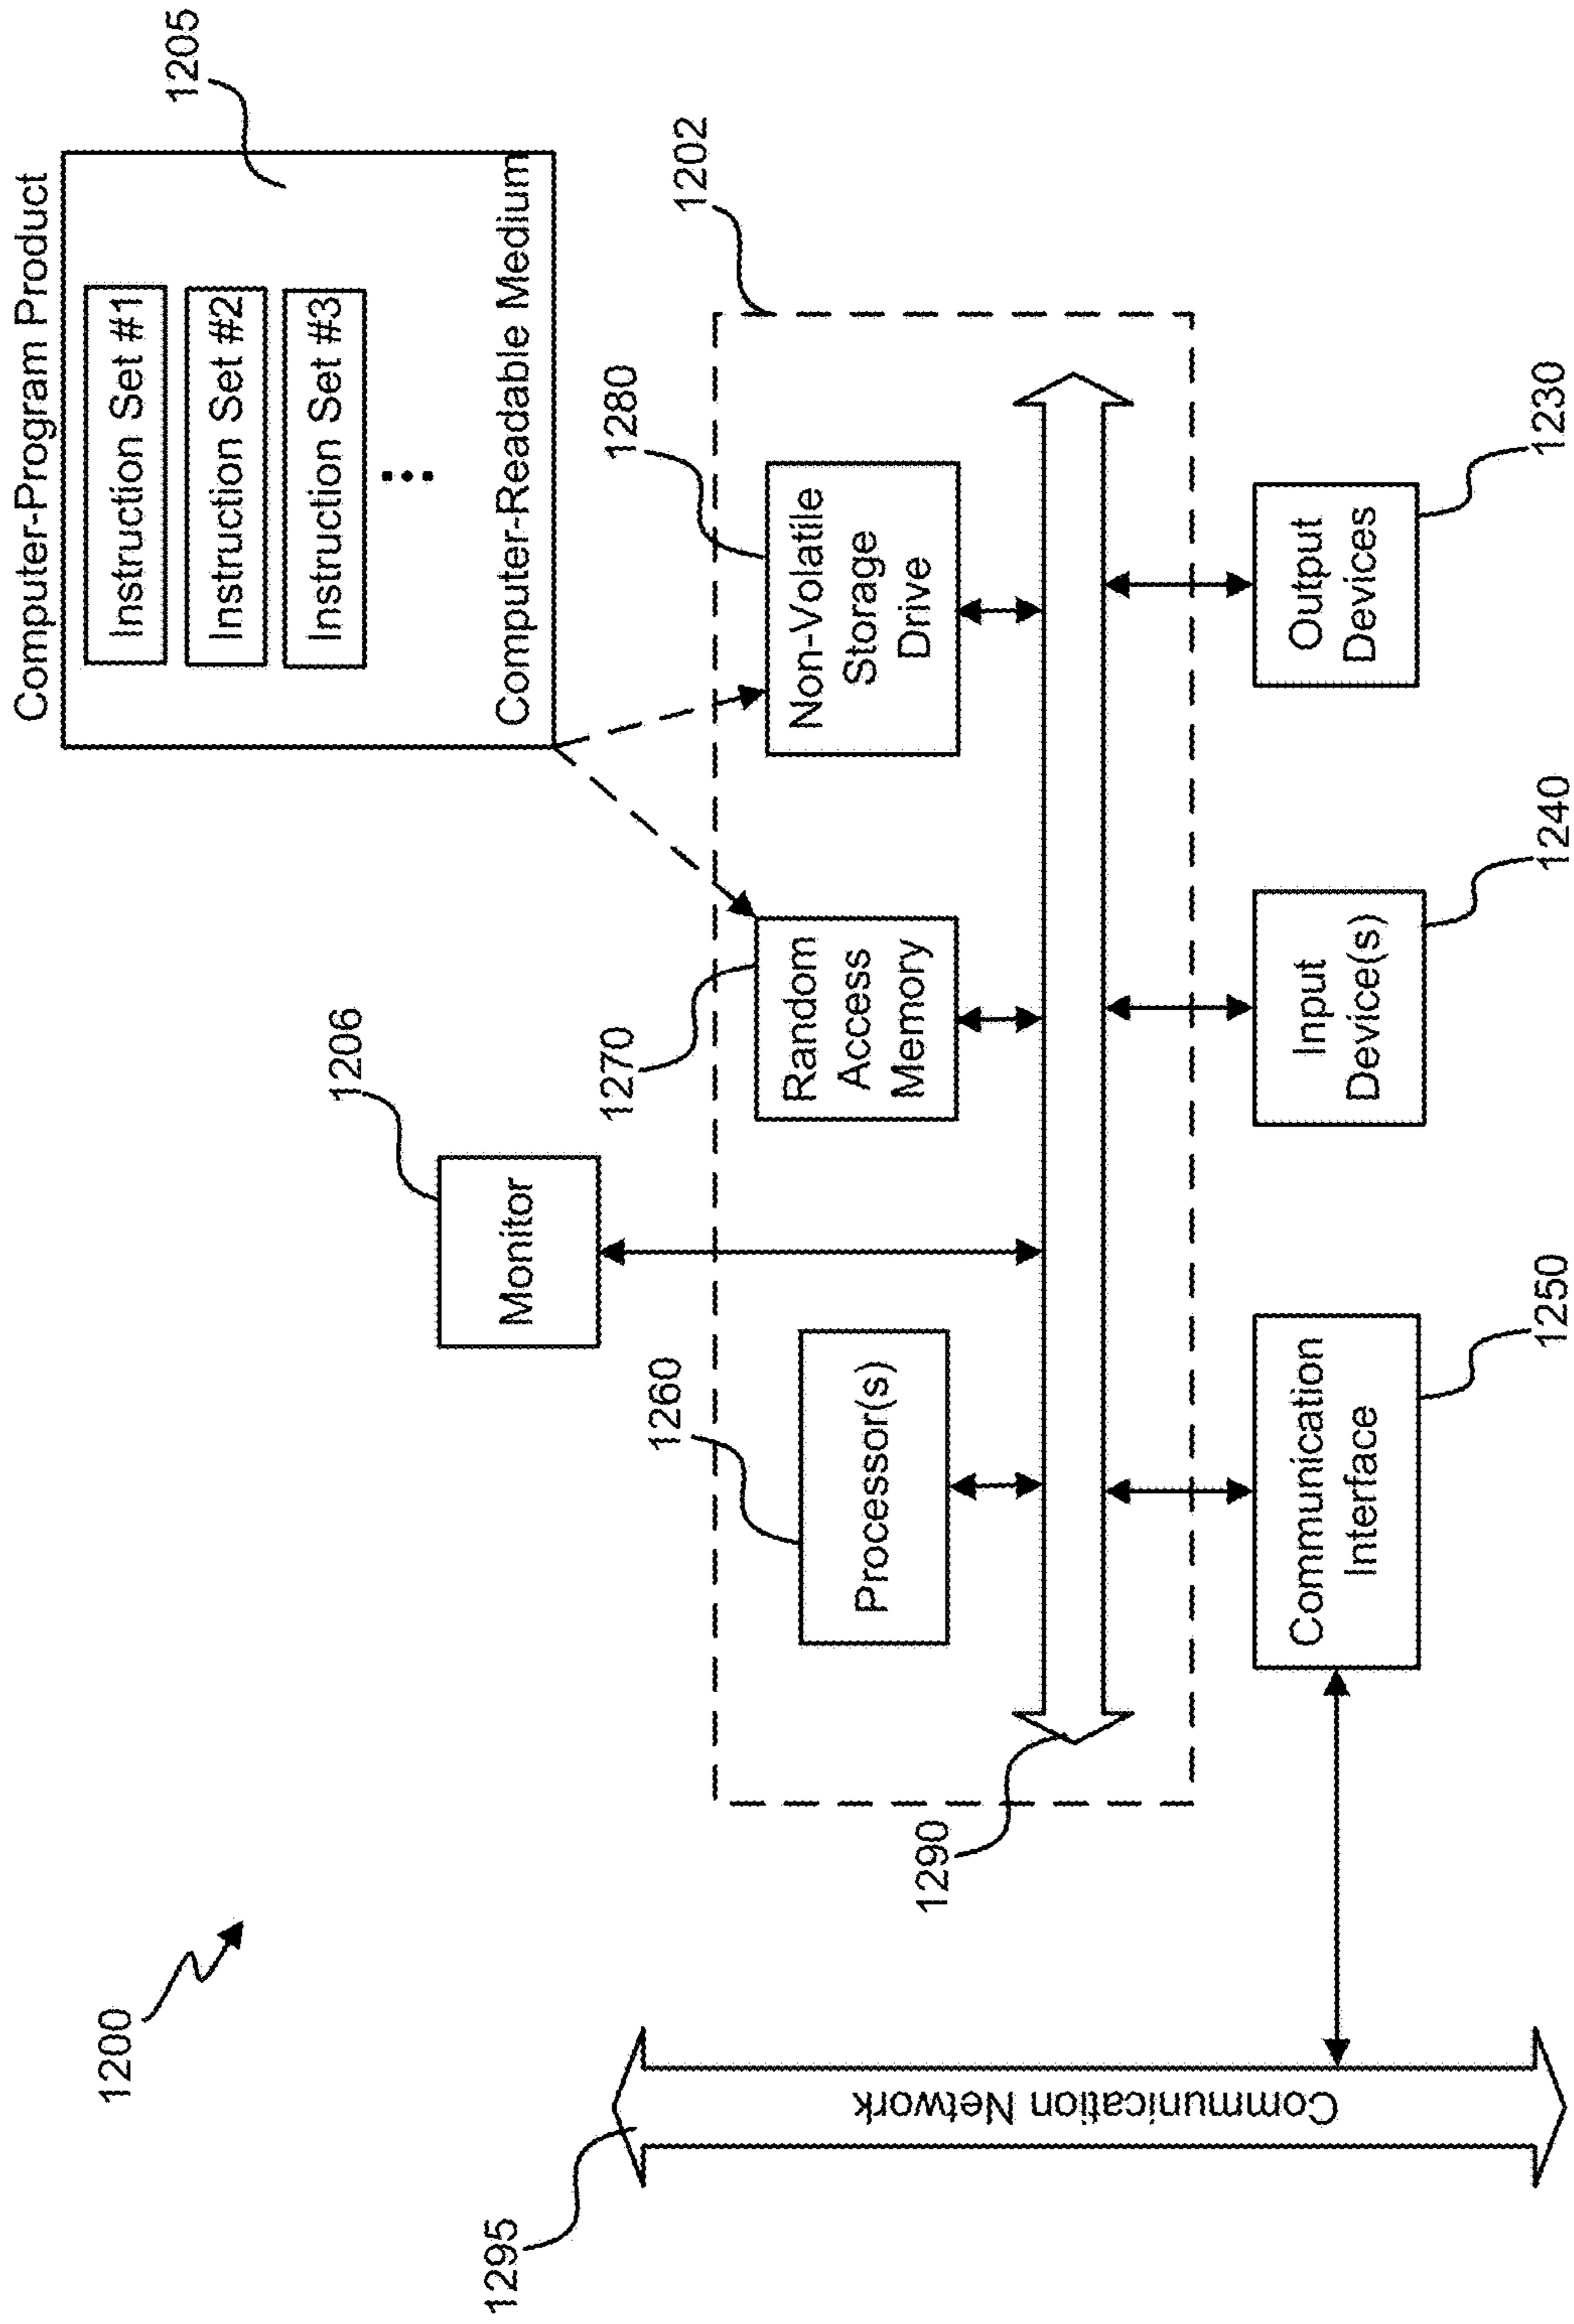 Computer-Program Product
1205
Instruction Set #1
Instruction Set #2
Instruction Set #3
Computer-Readable Medium
1200
1206
Monitor
1202
1280
1270
1260
Non-Volatile
Storage
Drive
Random
Access
Memory
Processor(s)
1290
1295
Communication Network
Communication
Interface
1250
Input
Device(s)
1240
Output
Devices
1230